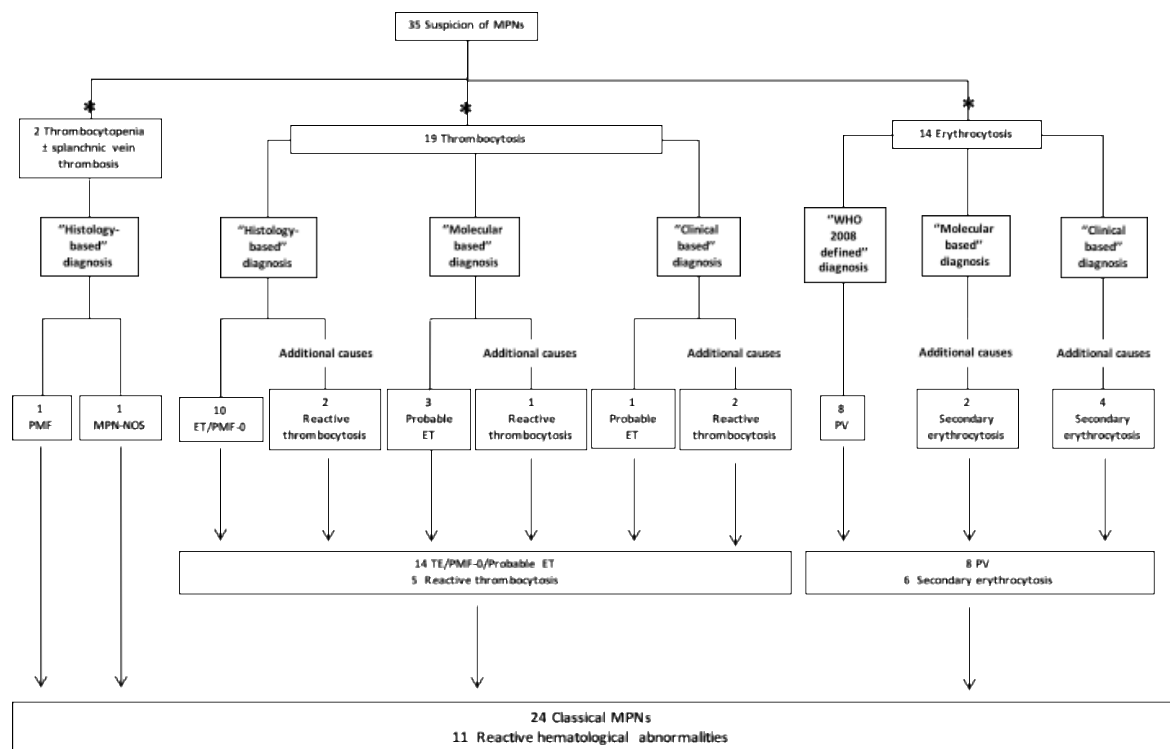 35 Suspicion of MPNs
*
*
*
2 Thrombocytopenia
± splanchnic vein
thrombosis
19 Thrombocytosis
14 Erythrocytosis
"Histology-
based"
diagnosis
"Histology-
based"
diagnosis
"Molecular
based"
diagnosis
"Clinical
based"
diagnosis
"WHO
2008
defined"
diagnosis
"Molecular
based"
diagnosis
"Clinical
based"
diagnosis
Additional causes
Additional causes
Additional causes
Additional causes
Additional causes
1
PMF
1
MPN-NOS
10
ET/PMF-0
2
Reactive
thrombocytosis
3
Probable
ET
1
Reactive
thrombocytosis
1
Probable
ET
2
Reactive
thrombocytosis
8
PV
2
Secondary
erythrocytosis
4
Secondary
erythrocytosis
14 TE/PMF-0/Probable ET
5 Reactive thrombocytosis
8 PV
6 Secondary erythrocytosis
24 Classical MPNs
11 Reactive hematological abnormalities